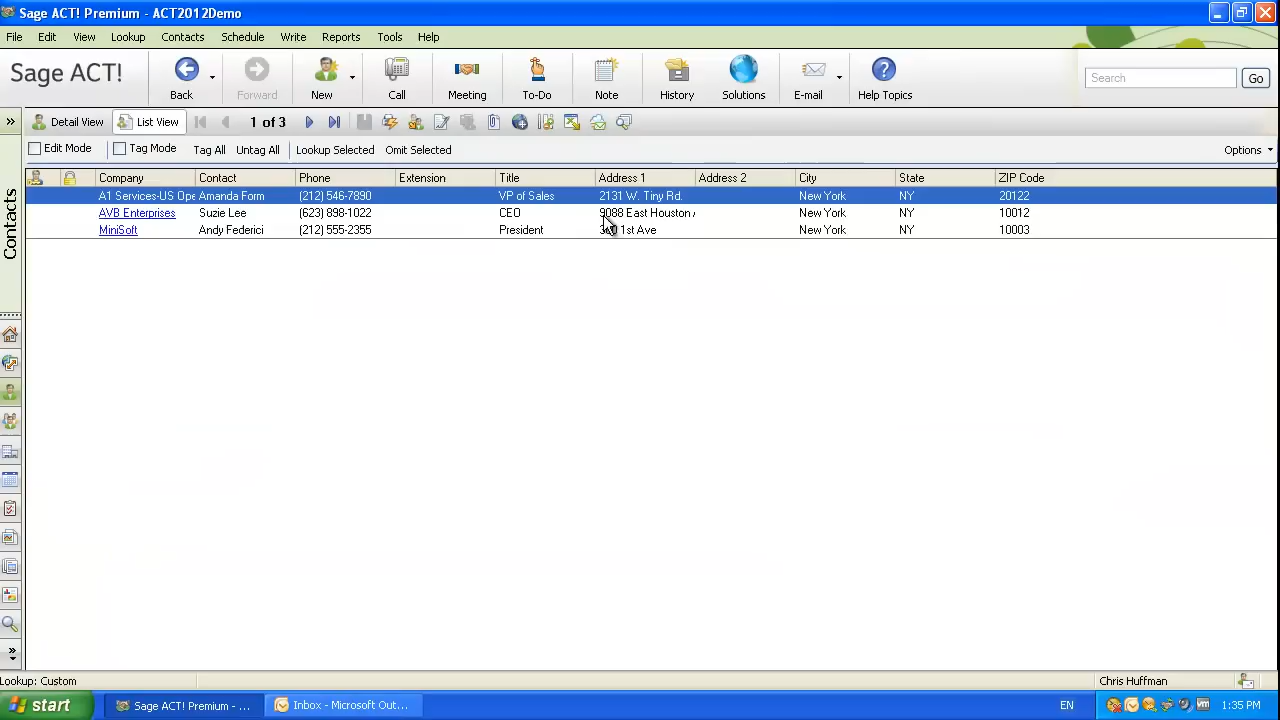 Sage ACT! Premium - ACT2012Demo
File Edit View Lookup Contacts Schedule Write Reports Tools Help
Sage ACT! Back Forward New Call Meeting To-Do Note History Solutions E-mail Help Topics Search Go
Detail View List View 1 of 3
Edit Mode Tag Mode Tag All Untag All Lookup Selected Omit Selected Options
Company Contact Phone Extension Title Address 1 Address 2 City State ZIP Code
A1 Services-US Ope Amanda Form (212) 546-7890 VP of Sales 2131 W. Tiny Rd. New York NY 20122
AVB Enterprises Suzie Lee (623) 898-1022 CEO 9088 East Houston New York NY 10012
MiniSoft Andy Federici (212) 555-2355 President 1st Ave New York NY 10003
Contacts
Lookup: Custom Chris Huffman
start Sage ACT! Premium - ... Inbox - Microsoft Out... EN 1:35 PM